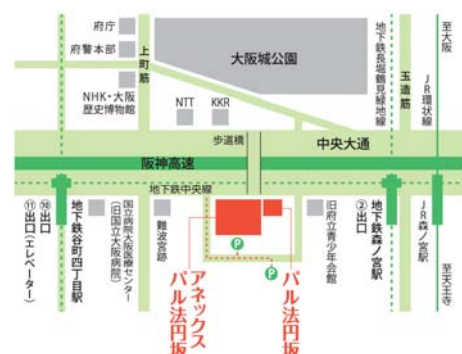 府庁
府警本部
NHK・大阪
歴史博物館
上町筋
大阪城公園
NTT
KKR
地下鉄長堀鶴見緑地線
玉造筋
JR環状線
至大阪
歩道橋
中央大通
阪神高速
地下鉄中央線
⑪出口(エレベーター)
⑩出口
地下鉄谷町四丁目駅
国立病院大阪医療センター
(旧国立大阪病院)
難波宮跡
P
P
旧府立青少年会館
②出口
地下鉄森ノ宮駅
JR森ノ宮駅
至天王寺
アネックス
パル法円坂
パル法円坂